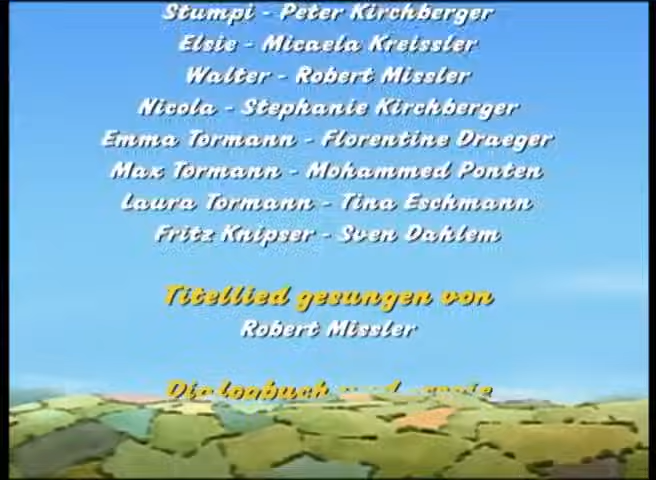 Stumpi - Peter Kirchberger
Elsie - Micaela Kreissler
Walter - Robert Missler
Nicola - Stephanie Kirchberger
Emma Tormann - Florentine Draeger
Max Tormann - Mohammed Ponten
Laura Tormann - Tina Eschmann
Fritz Knipser - Sven Dahlem
Titellied gesungen von
Robert Missler
Dialogbuch